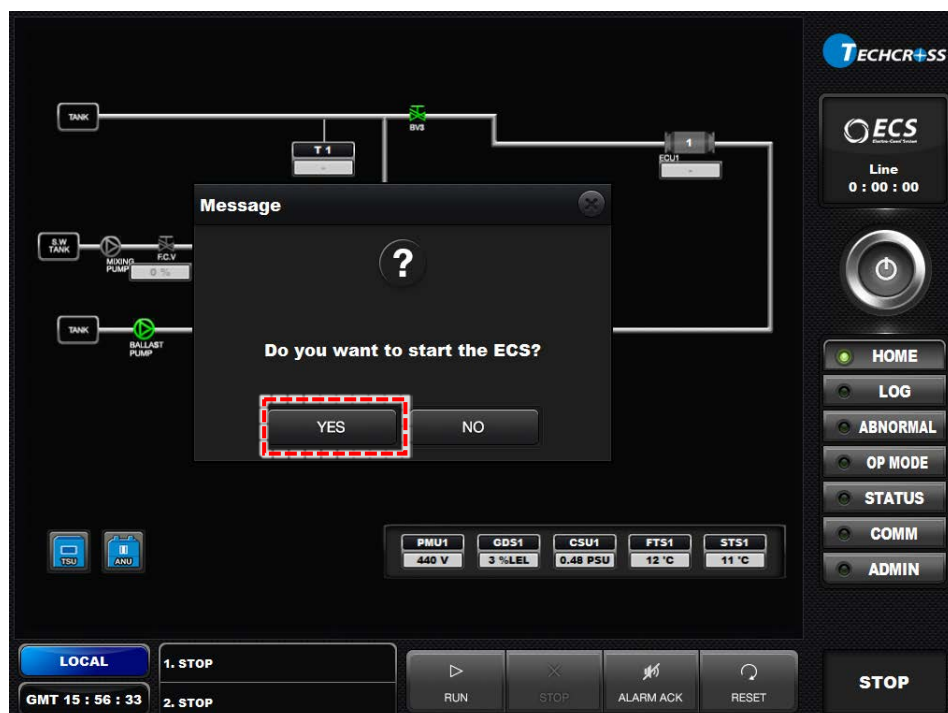 TECHCROSS
TANK
BV3
T 1
-
1
ECU1
-
ECS
Line
0 : 00 : 00
Message
?
S.W
TANK
MIXING
PUMP
F.C.V
0 %
TANK
BALLAST
PUMP
Do you want to start the ECS?
YES
NO
HOME
LOG
ABNORMAL
OP MODE
STATUS
COMM
ADMIN
TSU
ANU
PMU1 GDS1 CSU1 FTS1 STS1
440 V 3 %LEL 0.48 PSU 12 'C 11 'C
LOCAL
GMT 15 : 56 : 33
1. STOP
2. STOP
RUN
STOP
ALARM ACK
RESET
STOP